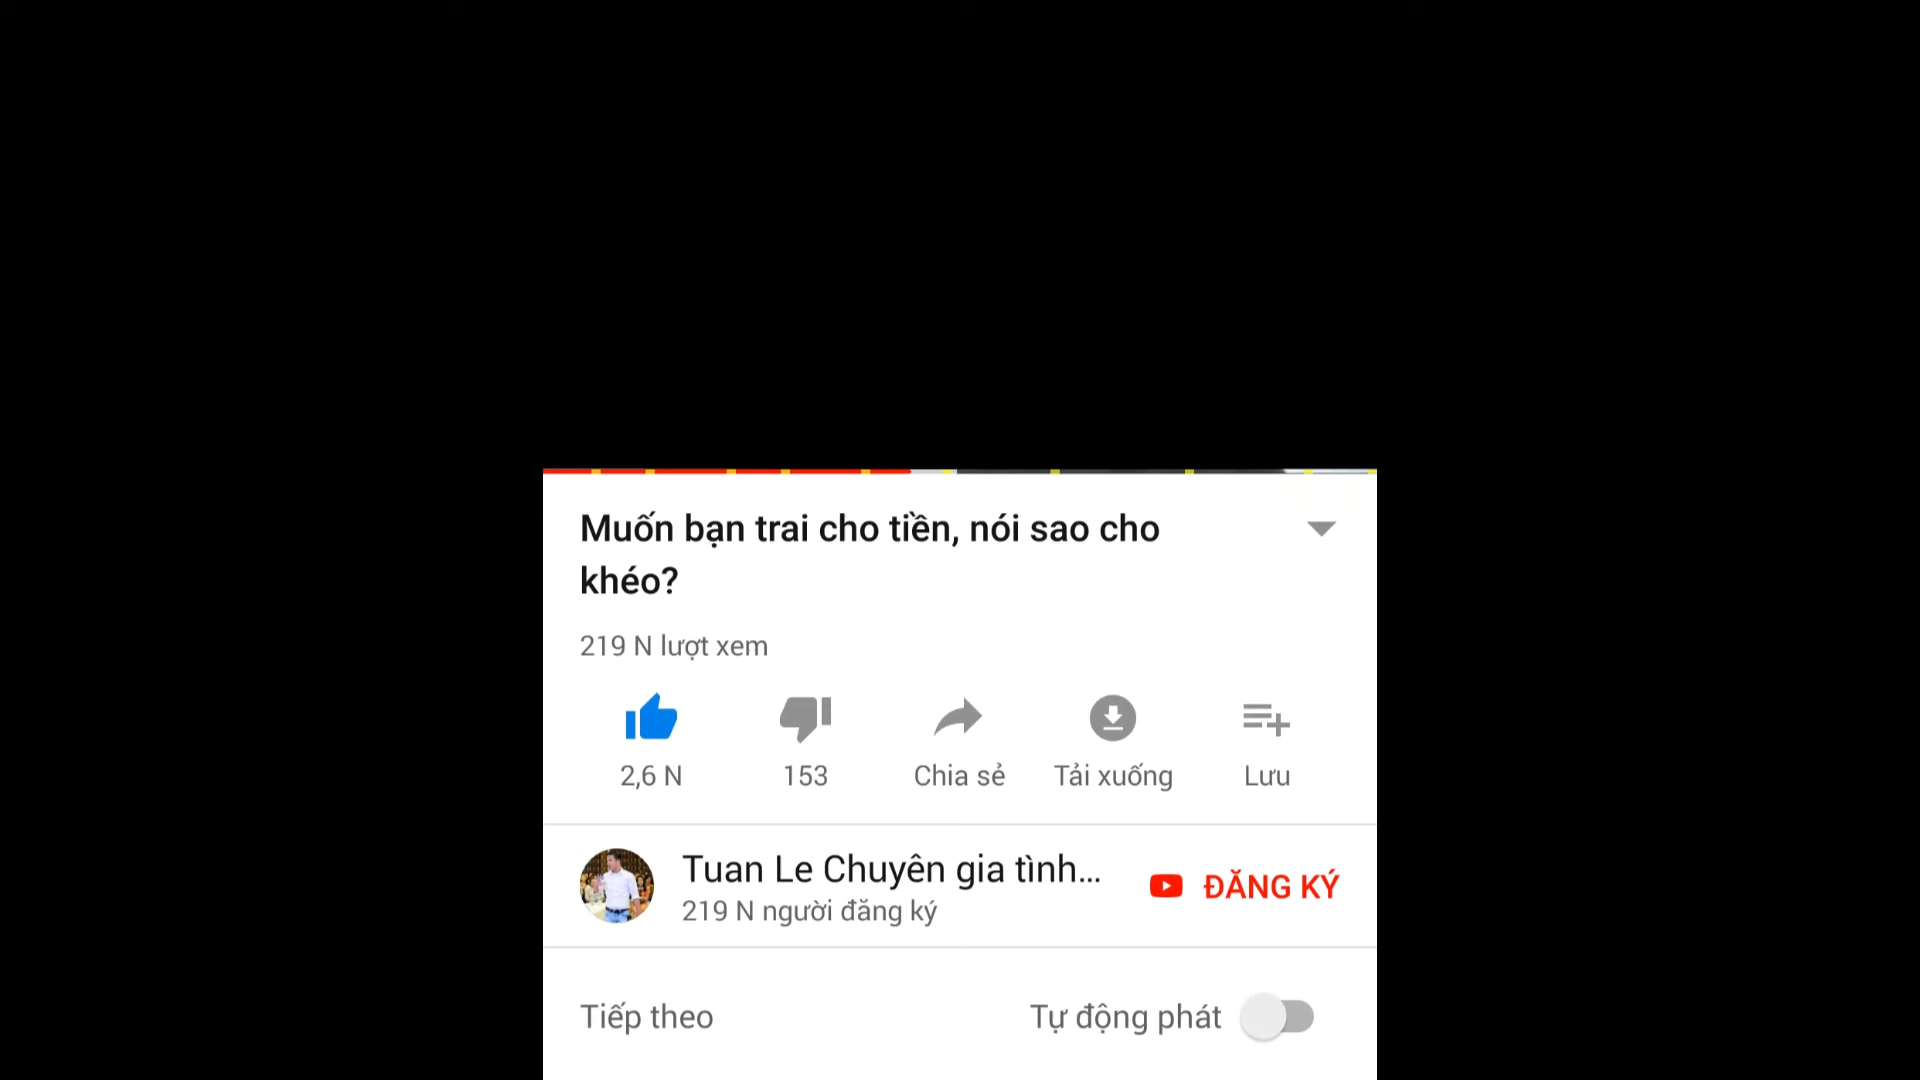 Muốn bạn trai cho tiền, nói sao cho
khéo?
219 N lượt xem
2,6 N
153
Chia sẻ
Tải xuống
Lưu
Tuan Le Chuyên gia tình...
219 N người đăng ký
ĐĂNG KÝ
Tiếp theo
Tự động phát